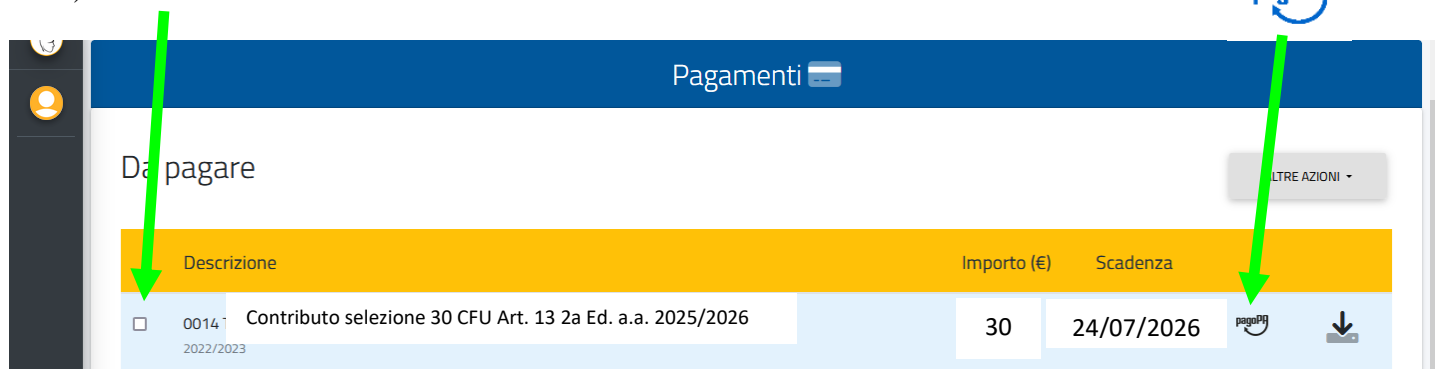 Pagamenti
Da pagare
ALTRE AZIONI
Descrizione Importo (€) Scadenza
0014 Contributo selezione 30 CFU Art. 13 2a Ed. a.a. 2025/2026 30 24/07/2026 pagoPA
2022/2023